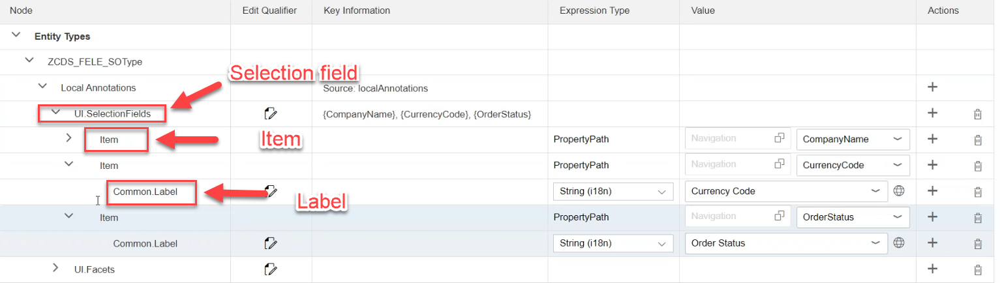 Node Edit Qualifier Key Information Expression Type Value Actions
Entity Types
ZCDS_FELE_SOType
Selection field
Local Annotations Source: localAnnotations
UI.SelectionFields {CompanyName}, {CurrencyCode}, {OrderStatus}
Item Item PropertyPath Navigation CompanyName
Item PropertyPath Navigation CurrencyCode
Common.Label String (i18n) Currency Code
Label
Item PropertyPath Navigation OrderStatus
Common.Label String (i18n) Order Status
UI.Facets